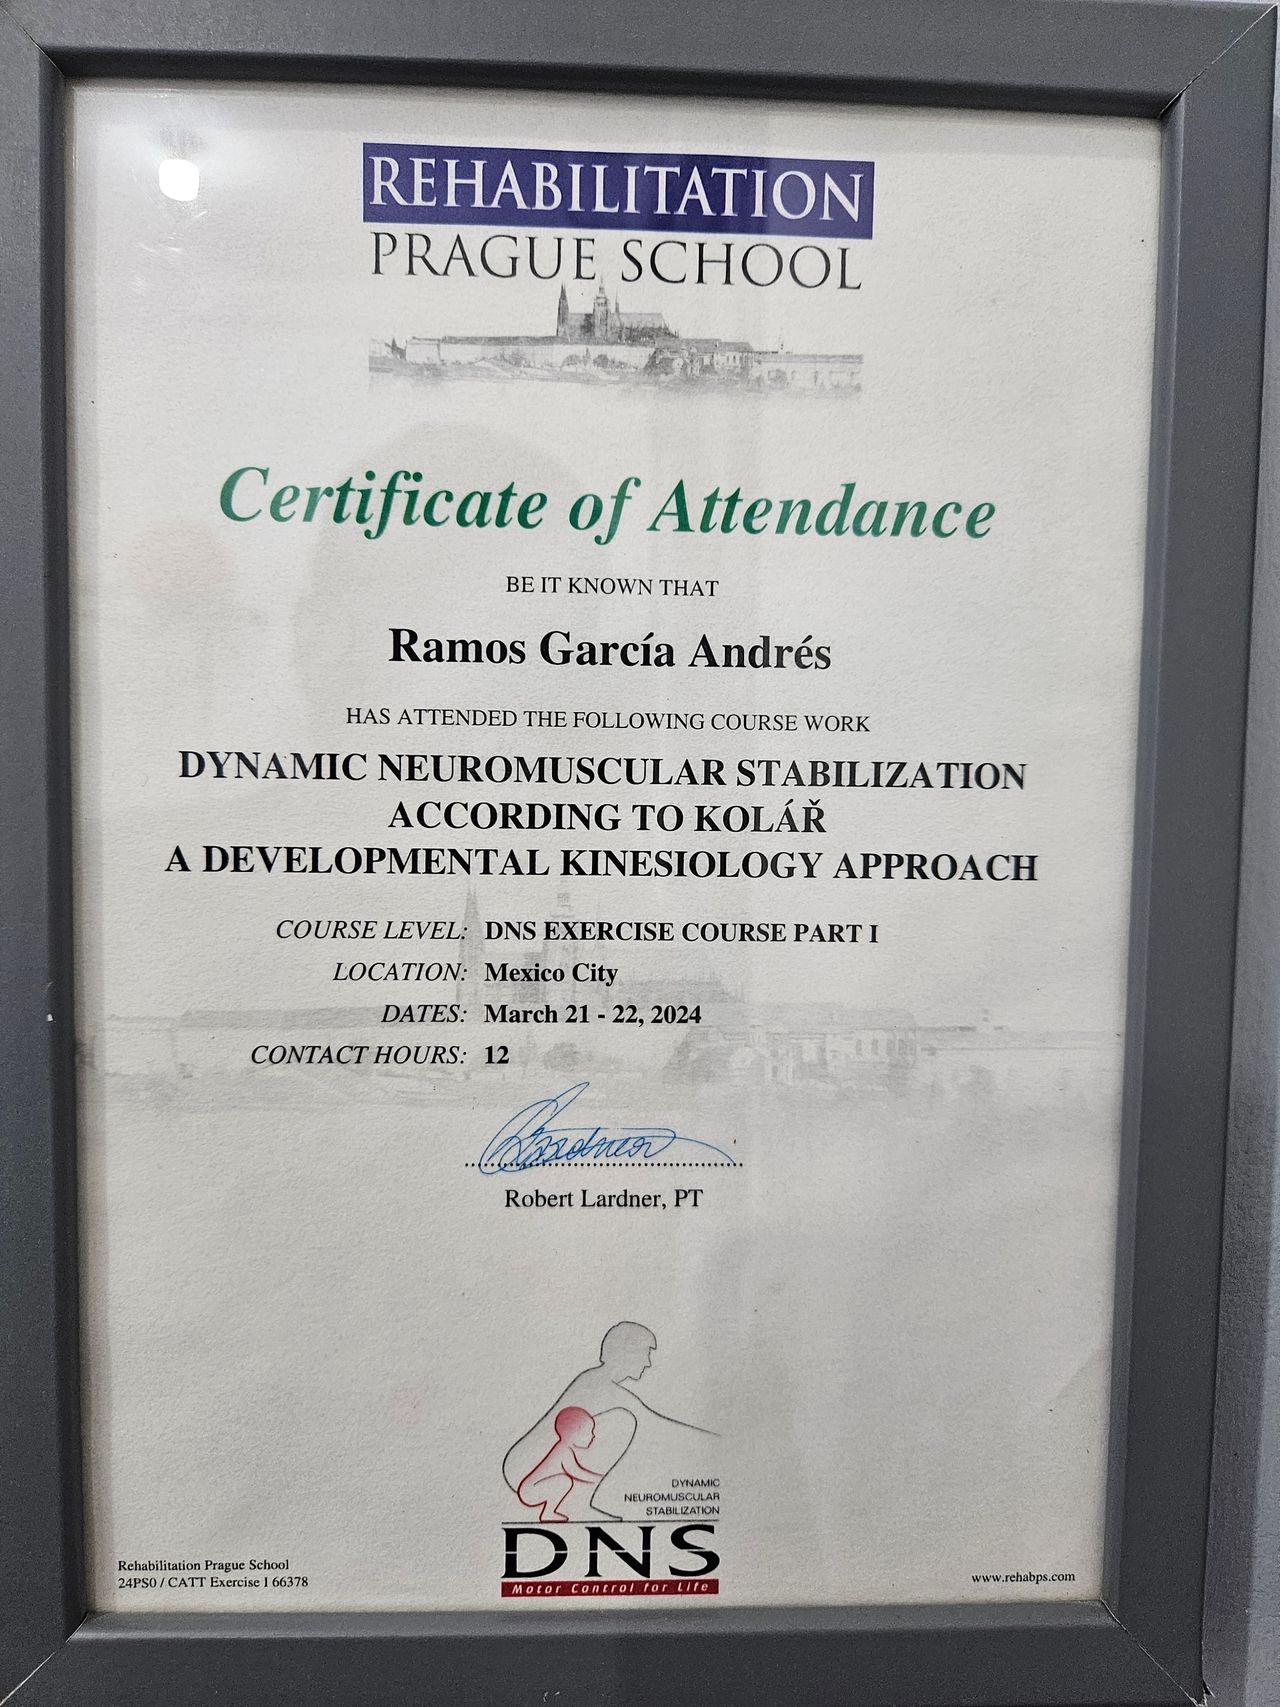 REHABILITATION
PRAGUE SCHOOL
Certificate of Attendance
BE IT KNOWN THAT
Ramos García Andrés
HAS ATTENDED THE FOLLOWING COURSE WORK
DYNAMIC NEUROMUSCULAR STABILIZATION
ACCORDING TO KOLÁŘ
A DEVELOPMENTAL KINESIOLOGY APPROACH
COURSE LEVEL: DNS EXERCISE COURSE PART I
LOCATION: Mexico City
DATES: March 21 - 22, 2024
CONTACT HOURS: 12
Robert Lardner, PT
DYNAMIC
NEUROMUSCULAR
STABILIZATION
DNS
Motor Control for Life
Rehabilitation Prague School
24PS0 / CATT Exercise I 66378
www.rehabps.com